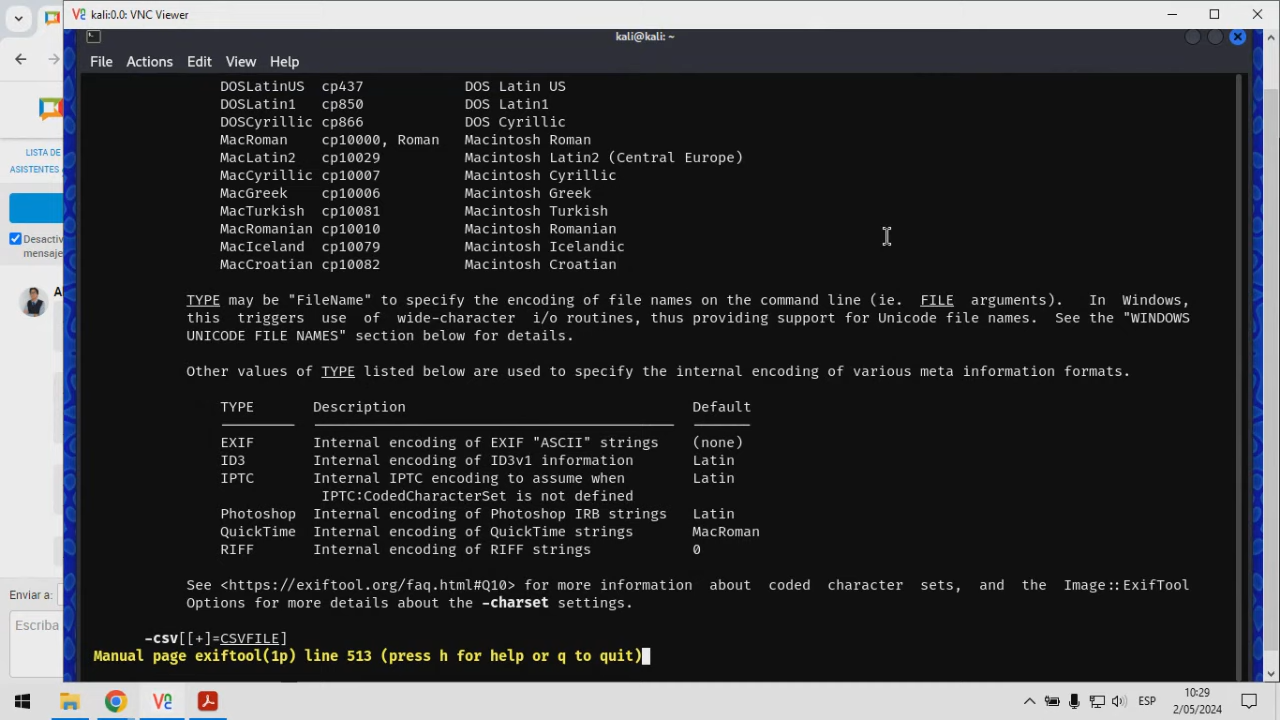 kali:0.0: VNC Viewer
kali@kali: ~
File Actions Edit View Help
DOSLatinUS cp437 DOS Latin US
DOSLatin1 cp850 DOS Latin1
DOSCyrillic cp866 DOS Cyrillic
MacRoman cp10000, Roman Macintosh Roman
MacLatin2 cp10029 Macintosh Latin2 (Central Europe)
MacCyrillic cp10007 Macintosh Cyrillic
MacGreek cp10006 Macintosh Greek
MacTurkish cp10081 Macintosh Turkish
MacRomanian cp10010 Macintosh Romanian
MacIceland cp10079 Macintosh Icelandic
MacCroatian cp10082 Macintosh Croatian
TYPE may be "FileName" to specify the encoding of file names on the command line (ie. FILE arguments). In Windows,
this triggers use of wide-character i/o routines, thus providing support for Unicode file names. See the "WINDOWS
UNICODE FILE NAMES" section below for details.
Other values of TYPE listed below are used to specify the internal encoding of various meta information formats.
TYPE Description Default
EXIF Internal encoding of EXIF "ASCII" strings (none)
ID3 Internal encoding of ID3v1 information Latin
IPTC Internal IPTC encoding to assume when Latin
IPTC:CodedCharacterSet is not defined
Photoshop Internal encoding of Photoshop IRB strings Latin
QuickTime Internal encoding of QuickTime strings MacRoman
RIFF Internal encoding of RIFF strings 0
See <https://exiftool.org/faq.html#Q10> for more information about coded character sets, and the Image::ExifTool
Options for more details about the -charset settings.
-csv[[+]=CSVFILE]
Manual page exiftool(1p) line 513 (press h for help or q to quit)
LISTA DE
ASISTENTES
Desactiv
mensaje
A
Enviar a:
Escriba
ESP
10:29
2/05/2024